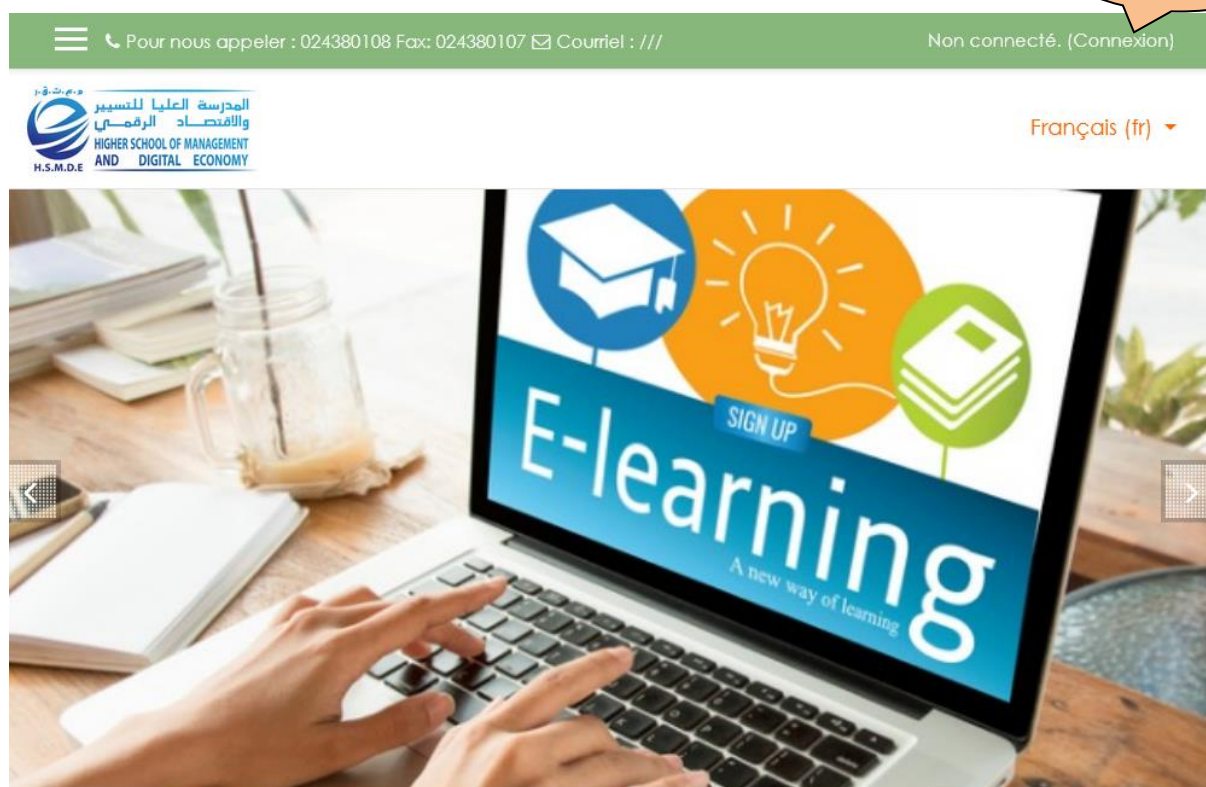 Pour nous appeler : 024380108 Fax: 024380107 Courriel : ///
Non connecté. (Connexion)
م.ع.ت.ق.ر
المدرسة العليا للتسيير
والاقتصاد الرقمي
HIGHER SCHOOL OF MANAGEMENT
AND DIGITAL ECONOMY
H.S.M.D.E
Français (fr)
SIGN UP
E-learning
A new way of learning